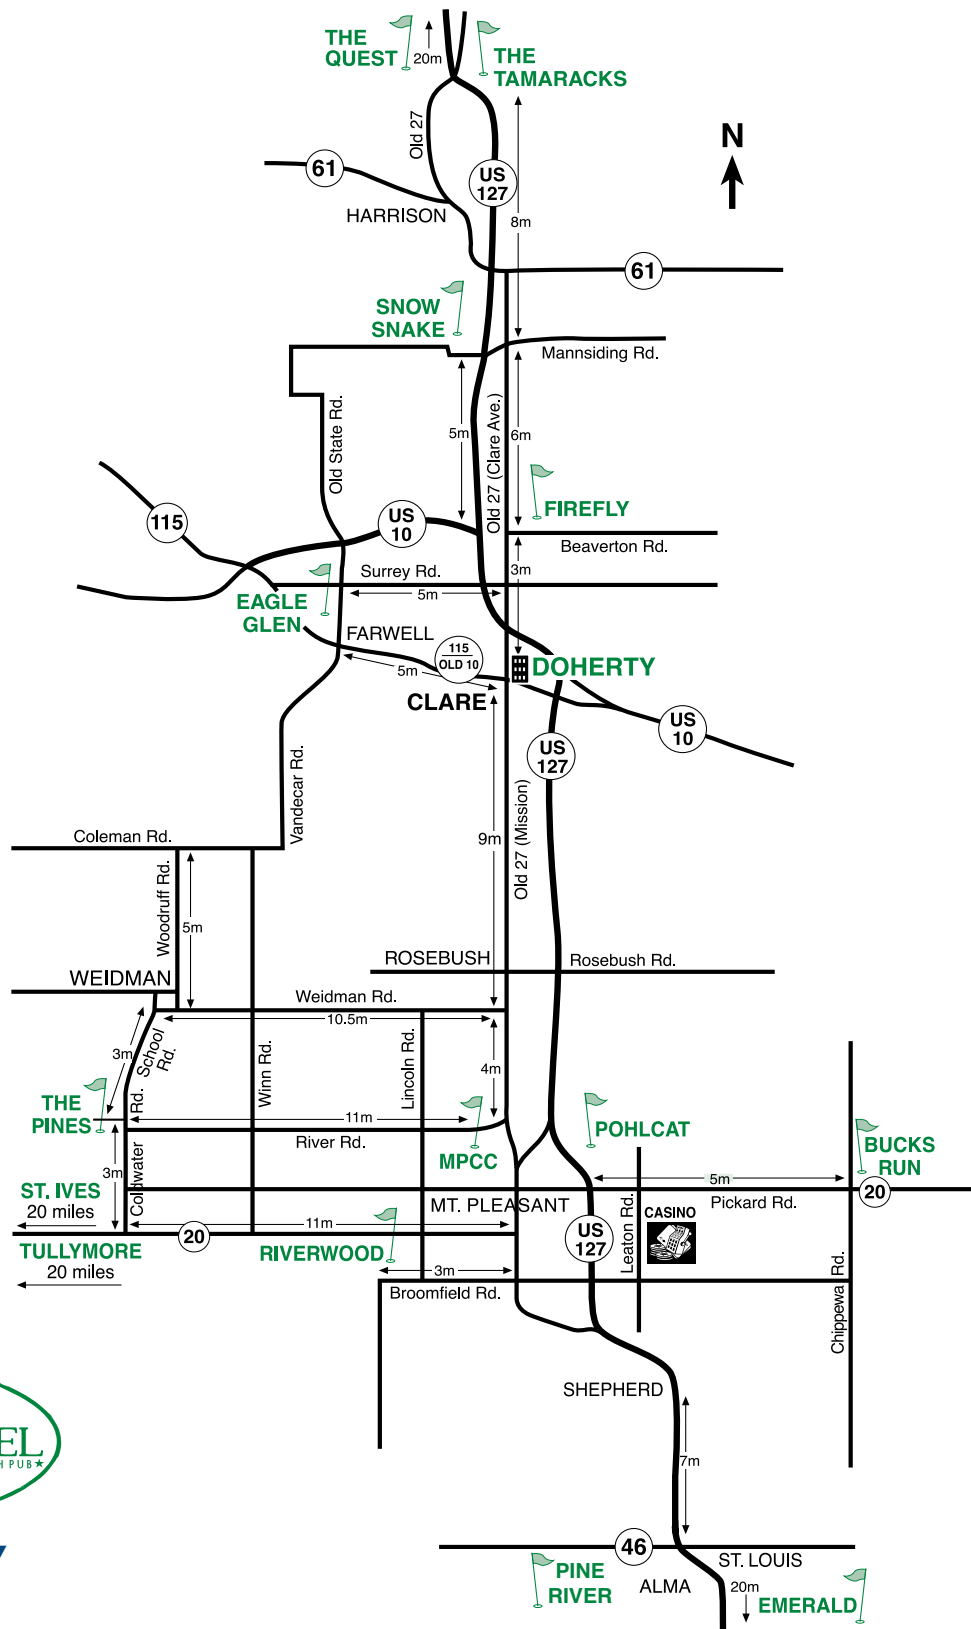 THE
QUEST
20m
THE
TAMARACKS
Old 27
N
61
US
127
HARRISON
8m
61
SNOW
SNAKE
Mannsiding Rd.
Old State Rd.
5m
Old 27 (Clare Ave.)
6m
115
US
10
FIREFLY
Beaverton Rd.
Surrey Rd.
3m
5m
EAGLE
GLEN
FARWELL
115
OLD 10
5m
DOHERTY
CLARE
US
10
US
127
Vandecar Rd.
Coleman Rd.
9m
Old 27 (Mission)
Woodruff Rd.
5m
ROSEBUSH
Rosebush Rd.
WEIDMAN
Weidman Rd.
10.5m
3m
School
Rd.
Winn Rd.
Lincoln Rd.
4m
THE
PINES
Coldwater Rd.
11m
River Rd.
MPCC
POHLCAT
BUCKS
RUN
3m
5m
ST. IVES
20 miles
MT. PLEASANT
Pickard Rd.
20
11m
20
TULLYMORE
20 miles
RIVERWOOD
US
127
Leaton Rd.
CASINO
3m
Broomfield Rd.
Chippewa Rd.
SHEPHERD
7m
EL
H PUB★
46
ST. LOUIS
PINE
RIVER
ALMA
20m
EMERALD